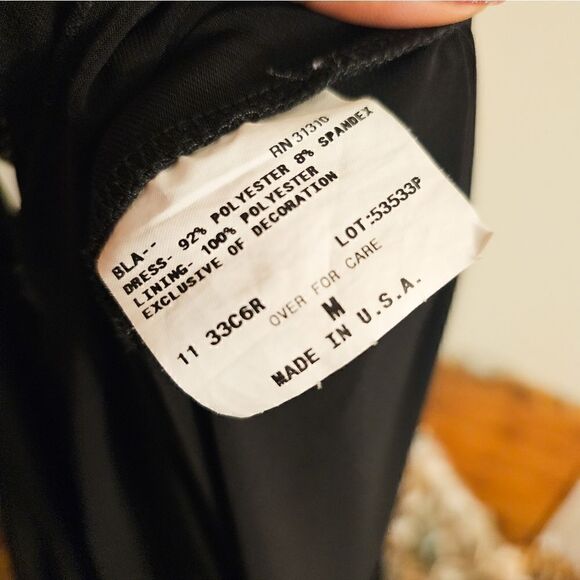 RN 31310
BLA--
DRESS- 92% POLYESTER 8% SPANDEX
LINING- 100% POLYESTER
EXCLUSIVE OF DECORATION
LOT:53533P
11 33C6R
OVER FOR CARE
M
MADE IN U.S.A.